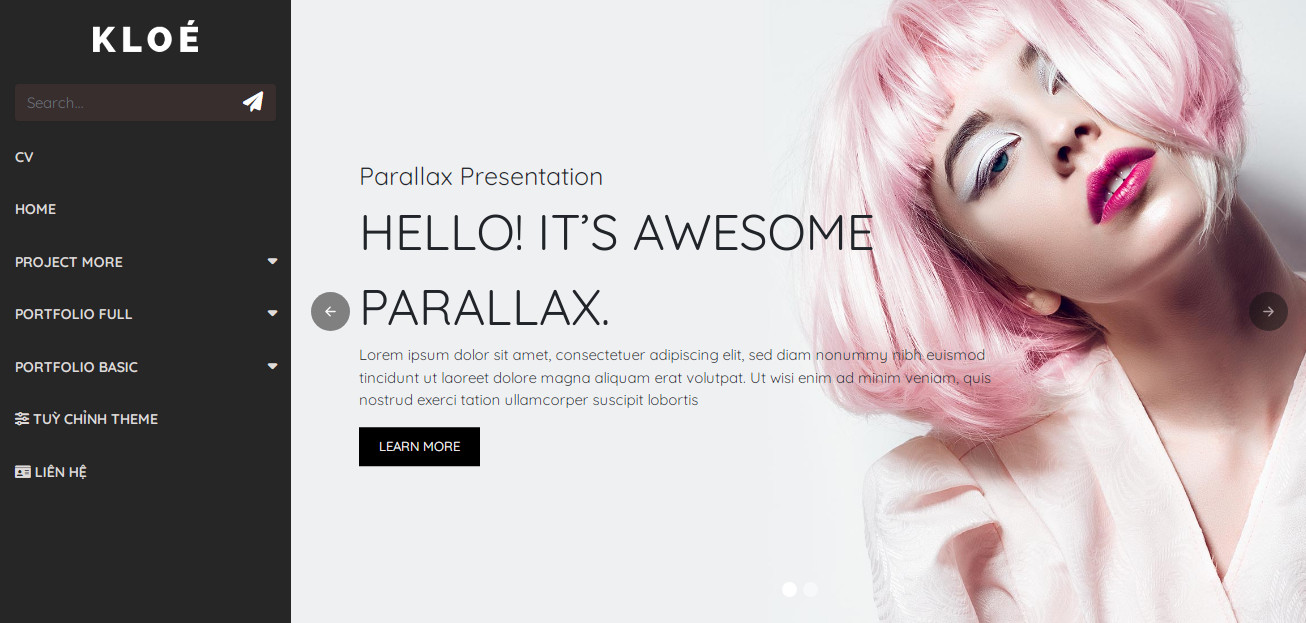 KLOÉ
Search...
CV
HOME
PROJECT MORE
PORTFOLIO FULL
PORTFOLIO BASIC
TUỲ CHỈNH THEME
LIÊN HỆ
Parallax Presentation
HELLO! IT’S AWESOME
PARALLAX.
Lorem ipsum dolor sit amet, consectetuer adipiscing elit, sed diam nonummy nibh euismod
tincidunt ut laoreet dolore magna aliquam erat volutpat. Ut wisi enim ad minim veniam, quis
nostrud exerci tation ullamcorper suscipit lobortis
LEARN MORE